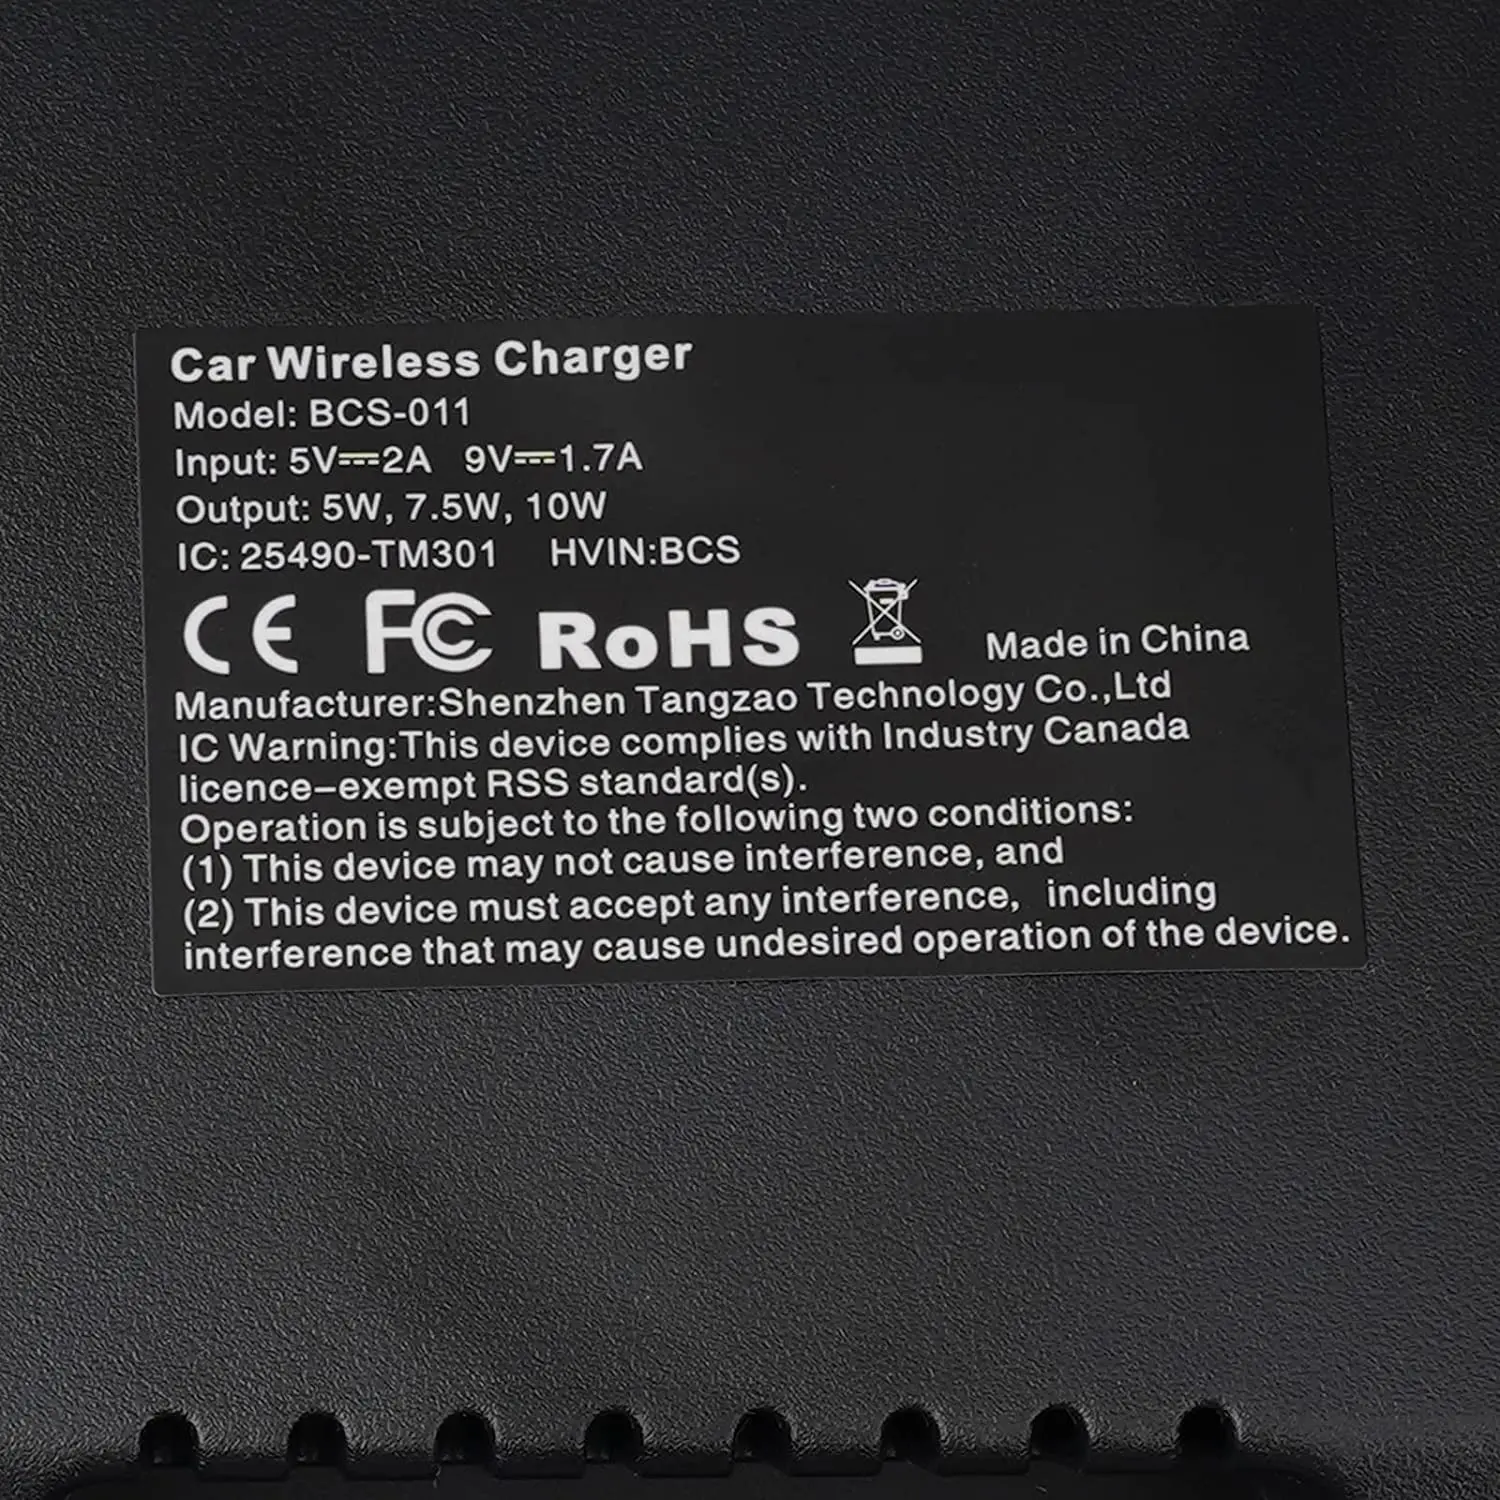 Car Wireless Charger
Model: BCS-011
Input: 5V⎓2A 9V⎓1.7A
Output: 5W, 7.5W, 10W
IC: 25490-TM301 HVIN:BCS
CE FC RoHS Made in China
Manufacturer:Shenzhen Tangzao Technology Co.,Ltd
IC Warning:This device complies with Industry Canada
licence–exempt RSS standard(s).
Operation is subject to the following two conditions:
(1) This device may not cause interference, and
(2) This device must accept any interference, including
interference that may cause undesired operation of the device.